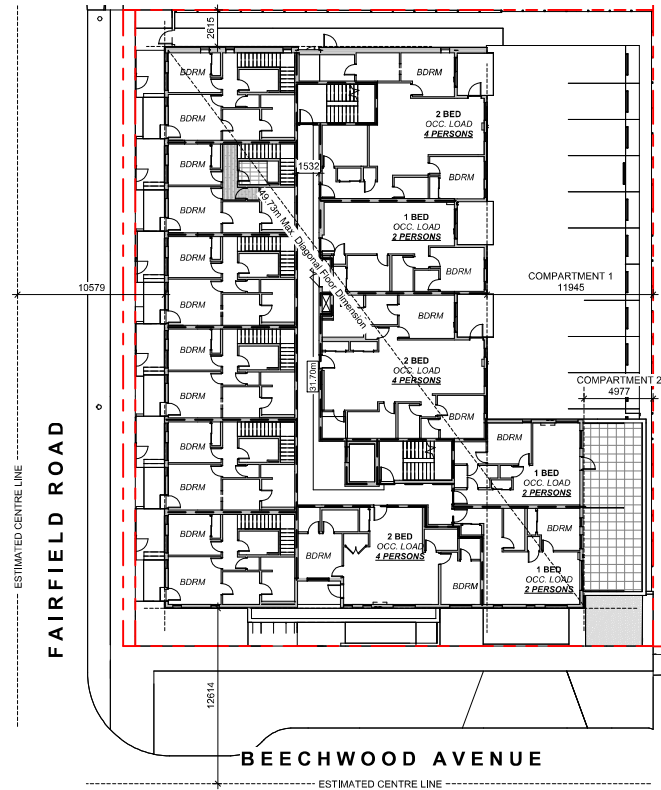 2615
BDRM
BDRM
2 BED
OCC. LOAD
4 PERSONS
BDRM
BDRM
BDRM
1532
BDRM
BDRM
49.73m Max. Diagonal Floor Dimension
1 BED
OCC. LOAD
2 PERSONS
BDRM
BDRM
COMPARTMENT 1
11945
10579
BDRM
BDRM
BDRM
2 BED
OCC. LOAD
4 PERSONS
31.70m
BDRM
COMPARTMENT 2
4977
BDRM
BDRM
BDRM
1 BED
OCC. LOAD
2 PERSONS
BDRM
BDRM
BDRM
2 BED
OCC. LOAD
4 PERSONS
BDRM
BDRM
BDRM
1 BED
OCC. LOAD
2 PERSONS
BDRM
ESTIMATED CENTRE LINE
FAIRFIELD ROAD
12614
BEECHWOOD AVENUE
ESTIMATED CENTRE LINE